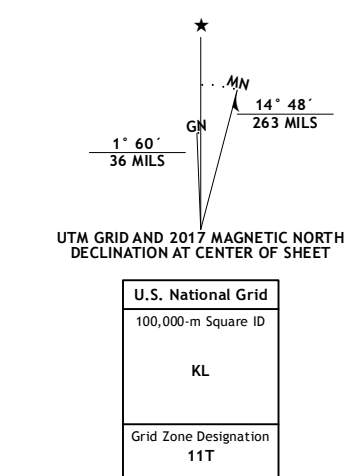 ★
MN
14° 48´
263 MILS
GN
1° 60´
36 MILS
UTM GRID AND 2017 MAGNETIC NORTH
DECLINATION AT CENTER OF SHEET
U.S. National Grid
100,000-m Square ID
KL
Grid Zone Designation
11T